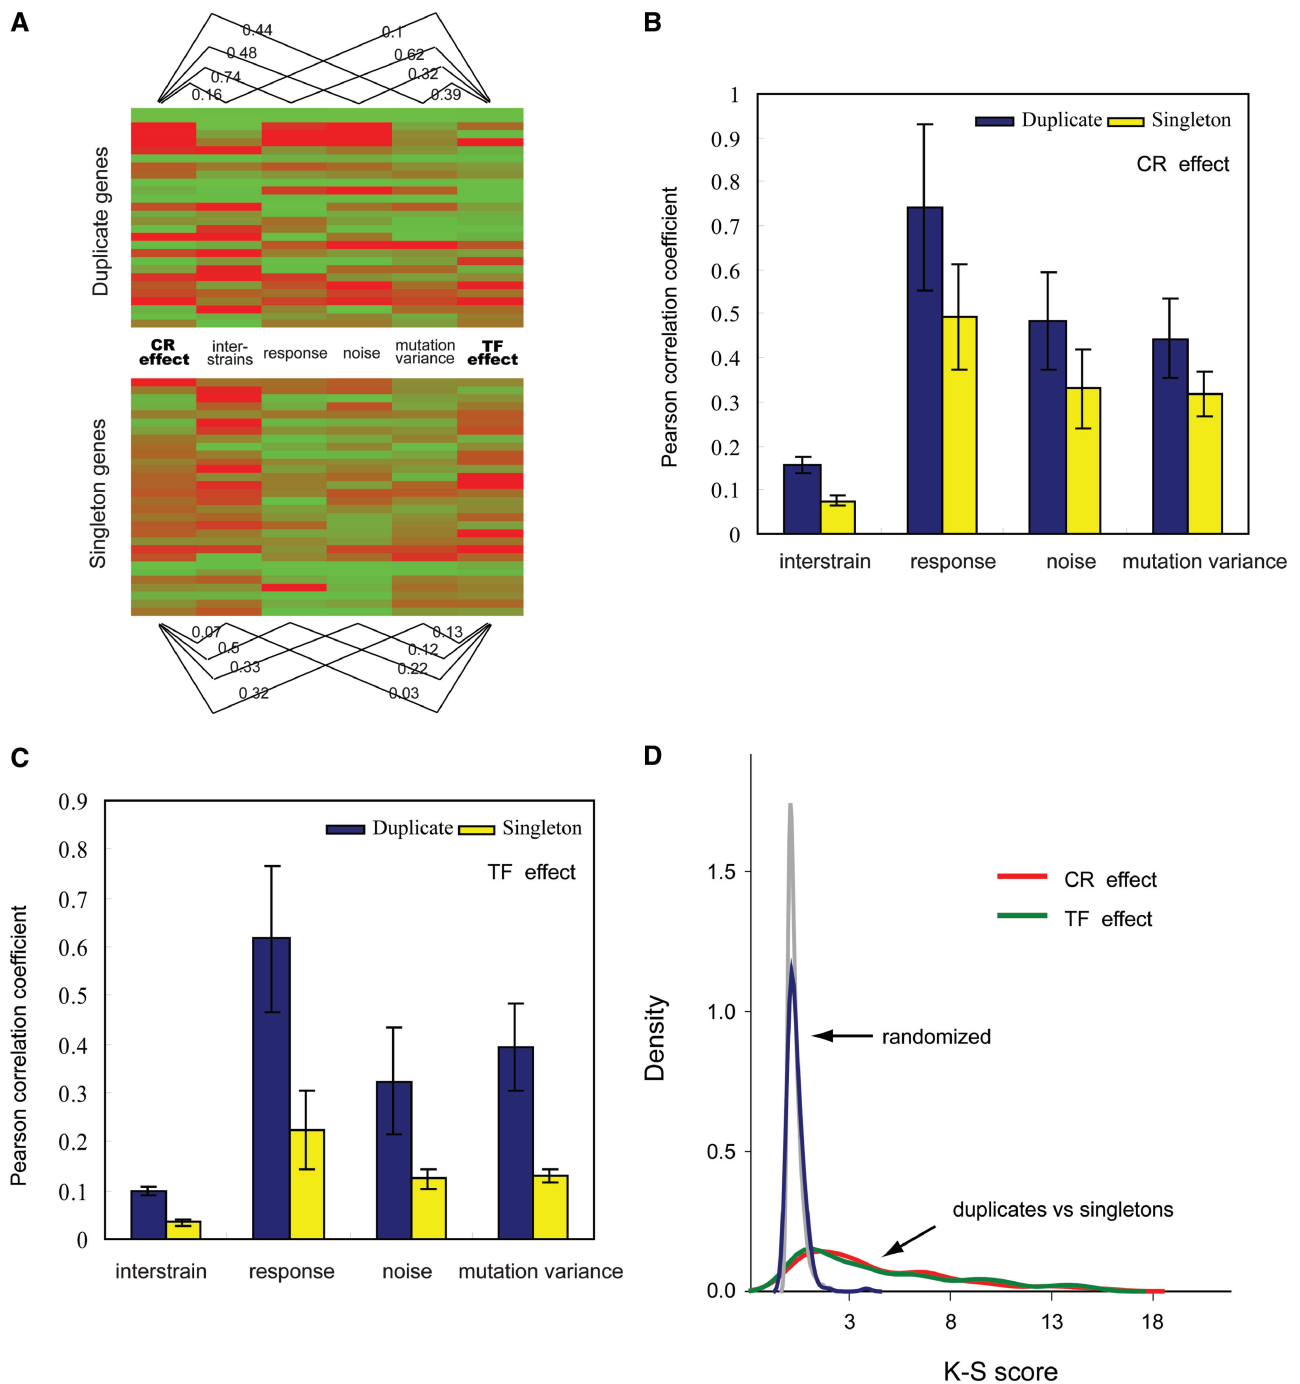 A
0.44
0.1
0.48
0.62
0.74
0.32
0.16
0.39
Duplicate genes
CR effect
inter-strains
response
noise
mutation variance
TF effect
Singleton genes
0.07
0.13
0.5
0.12
0.33
0.22
0.32
0.03
B
1
0.9
0.8
0.7
0.6
0.5
0.4
0.3
0.2
0.1
0
Pearson correlation coefficient
Duplicate
Singleton
CR effect
interstrain
response
noise
mutation variance
C
0.9
0.8
0.7
0.6
0.5
0.4
0.3
0.2
0.1
0
Pearson correlation coefficient
Duplicate
Singleton
TF effect
interstrain
response
noise
mutation variance
D
1.5
1.0
0.5
0.0
Density
CR effect
TF effect
randomized
duplicates vs singletons
3
8
13
18
K-S score